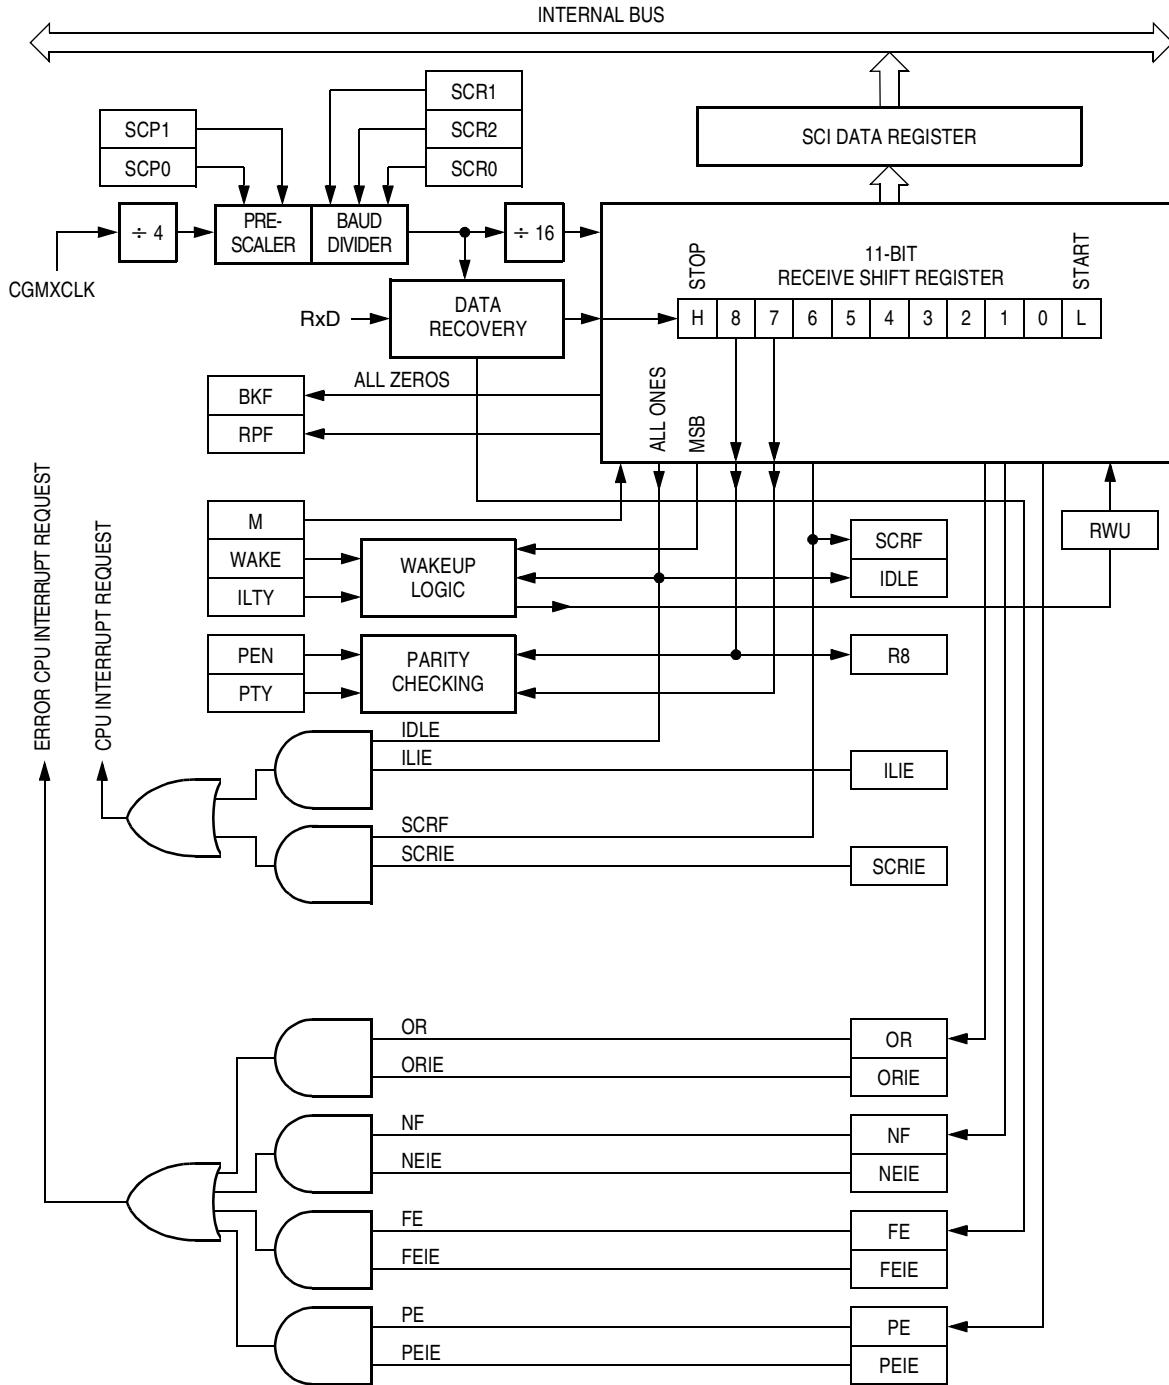 INTERNAL BUS
SCR1
SCR2
SCR0
SCP1
SCP0
SCI DATA REGISTER
÷ 4
PRE-
SCALER
BAUD
DIVIDER
÷ 16
CGMXCLK
RxD
DATA
RECOVERY
STOP
11-BIT
RECEIVE SHIFT REGISTER
START
H 8 7 6 5 4 3 2 1 0 L
ALL ZEROS
BKF
RPF
ALL ONES
MSB
ERROR CPU INTERRUPT REQUEST
CPU INTERRUPT REQUEST
M
WAKE
ILTY
WAKEUP
LOGIC
SCRF
IDLE
RWU
PEN
PTY
PARITY
CHECKING
R8
IDLE
ILIE
ILIE
SCRF
SCRIE
SCRIE
OR
ORIE
OR
ORIE
NF
NEIE
NF
NEIE
FE
FEIE
FE
FEIE
PE
PEIE
PE
PEIE